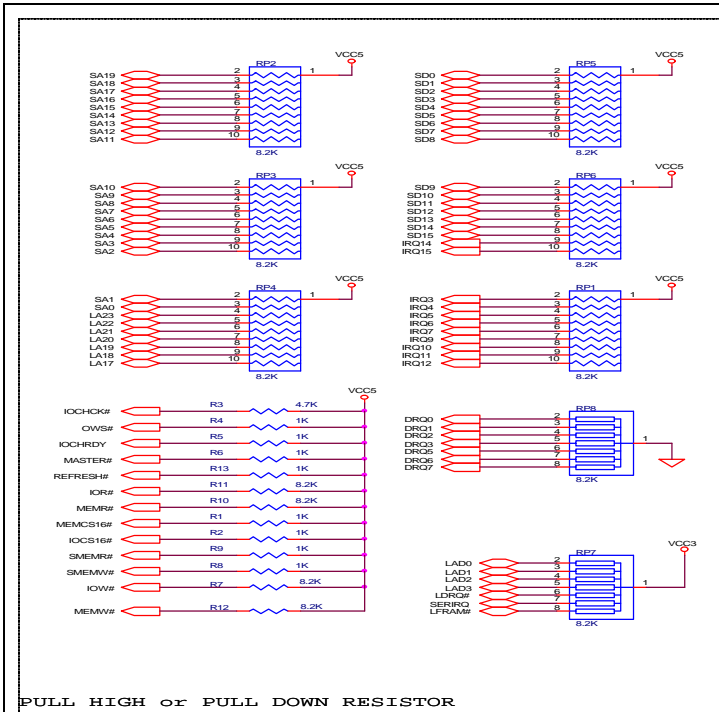 RP2
VCC5
SA19 2 1
SA18 3
SA17 4
SA16 5
SA15 6
SA14 7
SA13 8
SA12 9
SA11 10
8.2K
RP5
VCC5
SD0 2 1
SD1 3
SD2 4
SD3 5
SD4 6
SD5 7
SD6 8
SD7 9
SD8 10
8.2K
RP3
VCC5
SA10 2 1
SA9 3
SA8 4
SA7 5
SA6 6
SA5 7
SA4 8
SA3 9
SA2 10
8.2K
RP6
VCC5
SD9 2 1
SD10 3
SD11 4
SD12 5
SD13 6
SD14 7
SD15 8
IRQ14 9
IRQ15 10
8.2K
RP4
VCC5
SA1 2 1
SA0 3
LA23 4
LA22 5
LA21 6
LA20 7
LA19 8
LA18 9
LA17 10
8.2K
RP1
VCC5
IRQ3 2 1
IRQ4 3
IRQ5 4
IRQ6 5
IRQ7 6
IRQ9 7
IRQ10 8
IRQ11 9
IRQ12 10
8.2K
VCC5
IOCHCK# R3 4.7K
OWS# R4 1K
IOCHRDY R5 1K
MASTER# R6 1K
REFRESH# R13 1K
IOR# R11 8.2K
MEMR# R10 8.2K
MEMCS16# R1 1K
IOCS16# R2 1K
SMEMR# R9 1K
SMEMW# R8 1K
IOW# R7 8.2K
MEMW# R12 8.2K
RP8
DRQ0 2
DRQ1 3
DRQ2 4
DRQ3 5 1
DRQ5 6
DRQ6 7
DRQ7 8
8.2K
RP7
VCC3
LAD0 2
LAD1 3
LAD2 4
LAD3 5 1
LDRQ# 6
SERIRQ 7
LFRAM# 8
8.2K
PULL HIGH or PULL DOWN RESISTOR